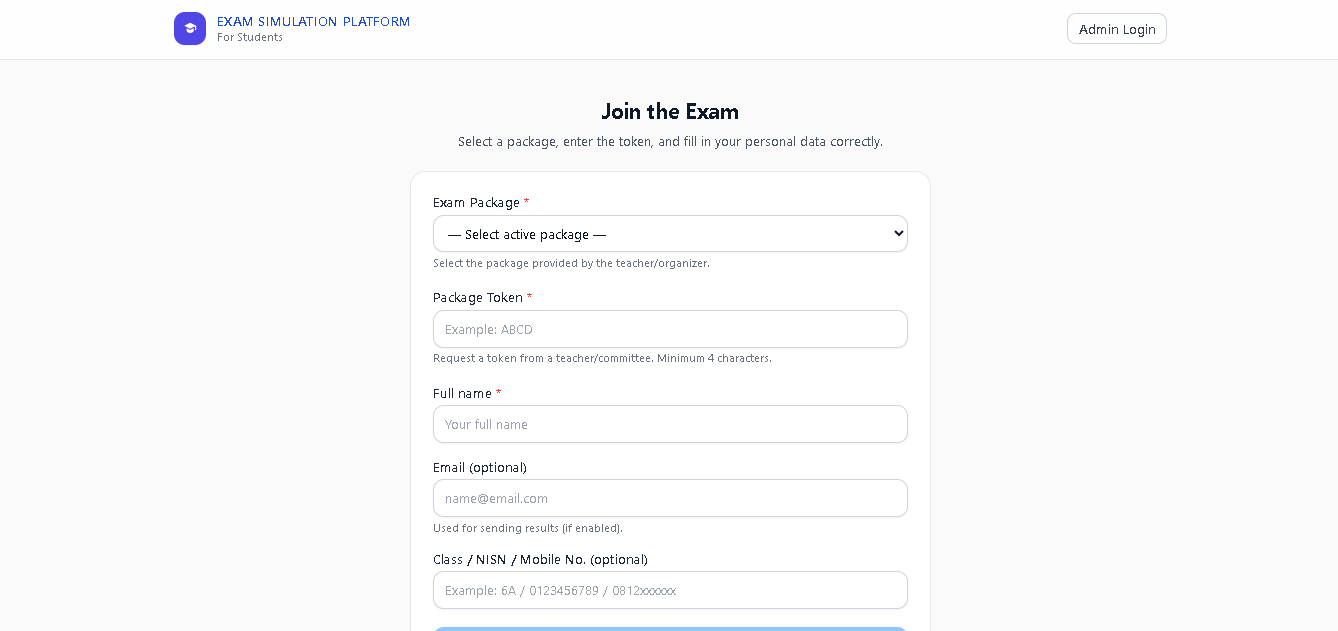 EXAM SIMULATION PLATFORM
For Students
Admin Login
Join the Exam
Select a package, enter the token, and fill in your personal data correctly.
Exam Package *
— Select active package —
Select the package provided by the teacher/organizer.
Package Token *
Example: ABCD
Request a token from a teacher/committee. Minimum 4 characters.
Full name *
Your full name
Email (optional)
name@email.com
Used for sending results (if enabled).
Class / NISN / Mobile No. (optional)
Example: 6A / 0123456789 / 0812xxxxxx